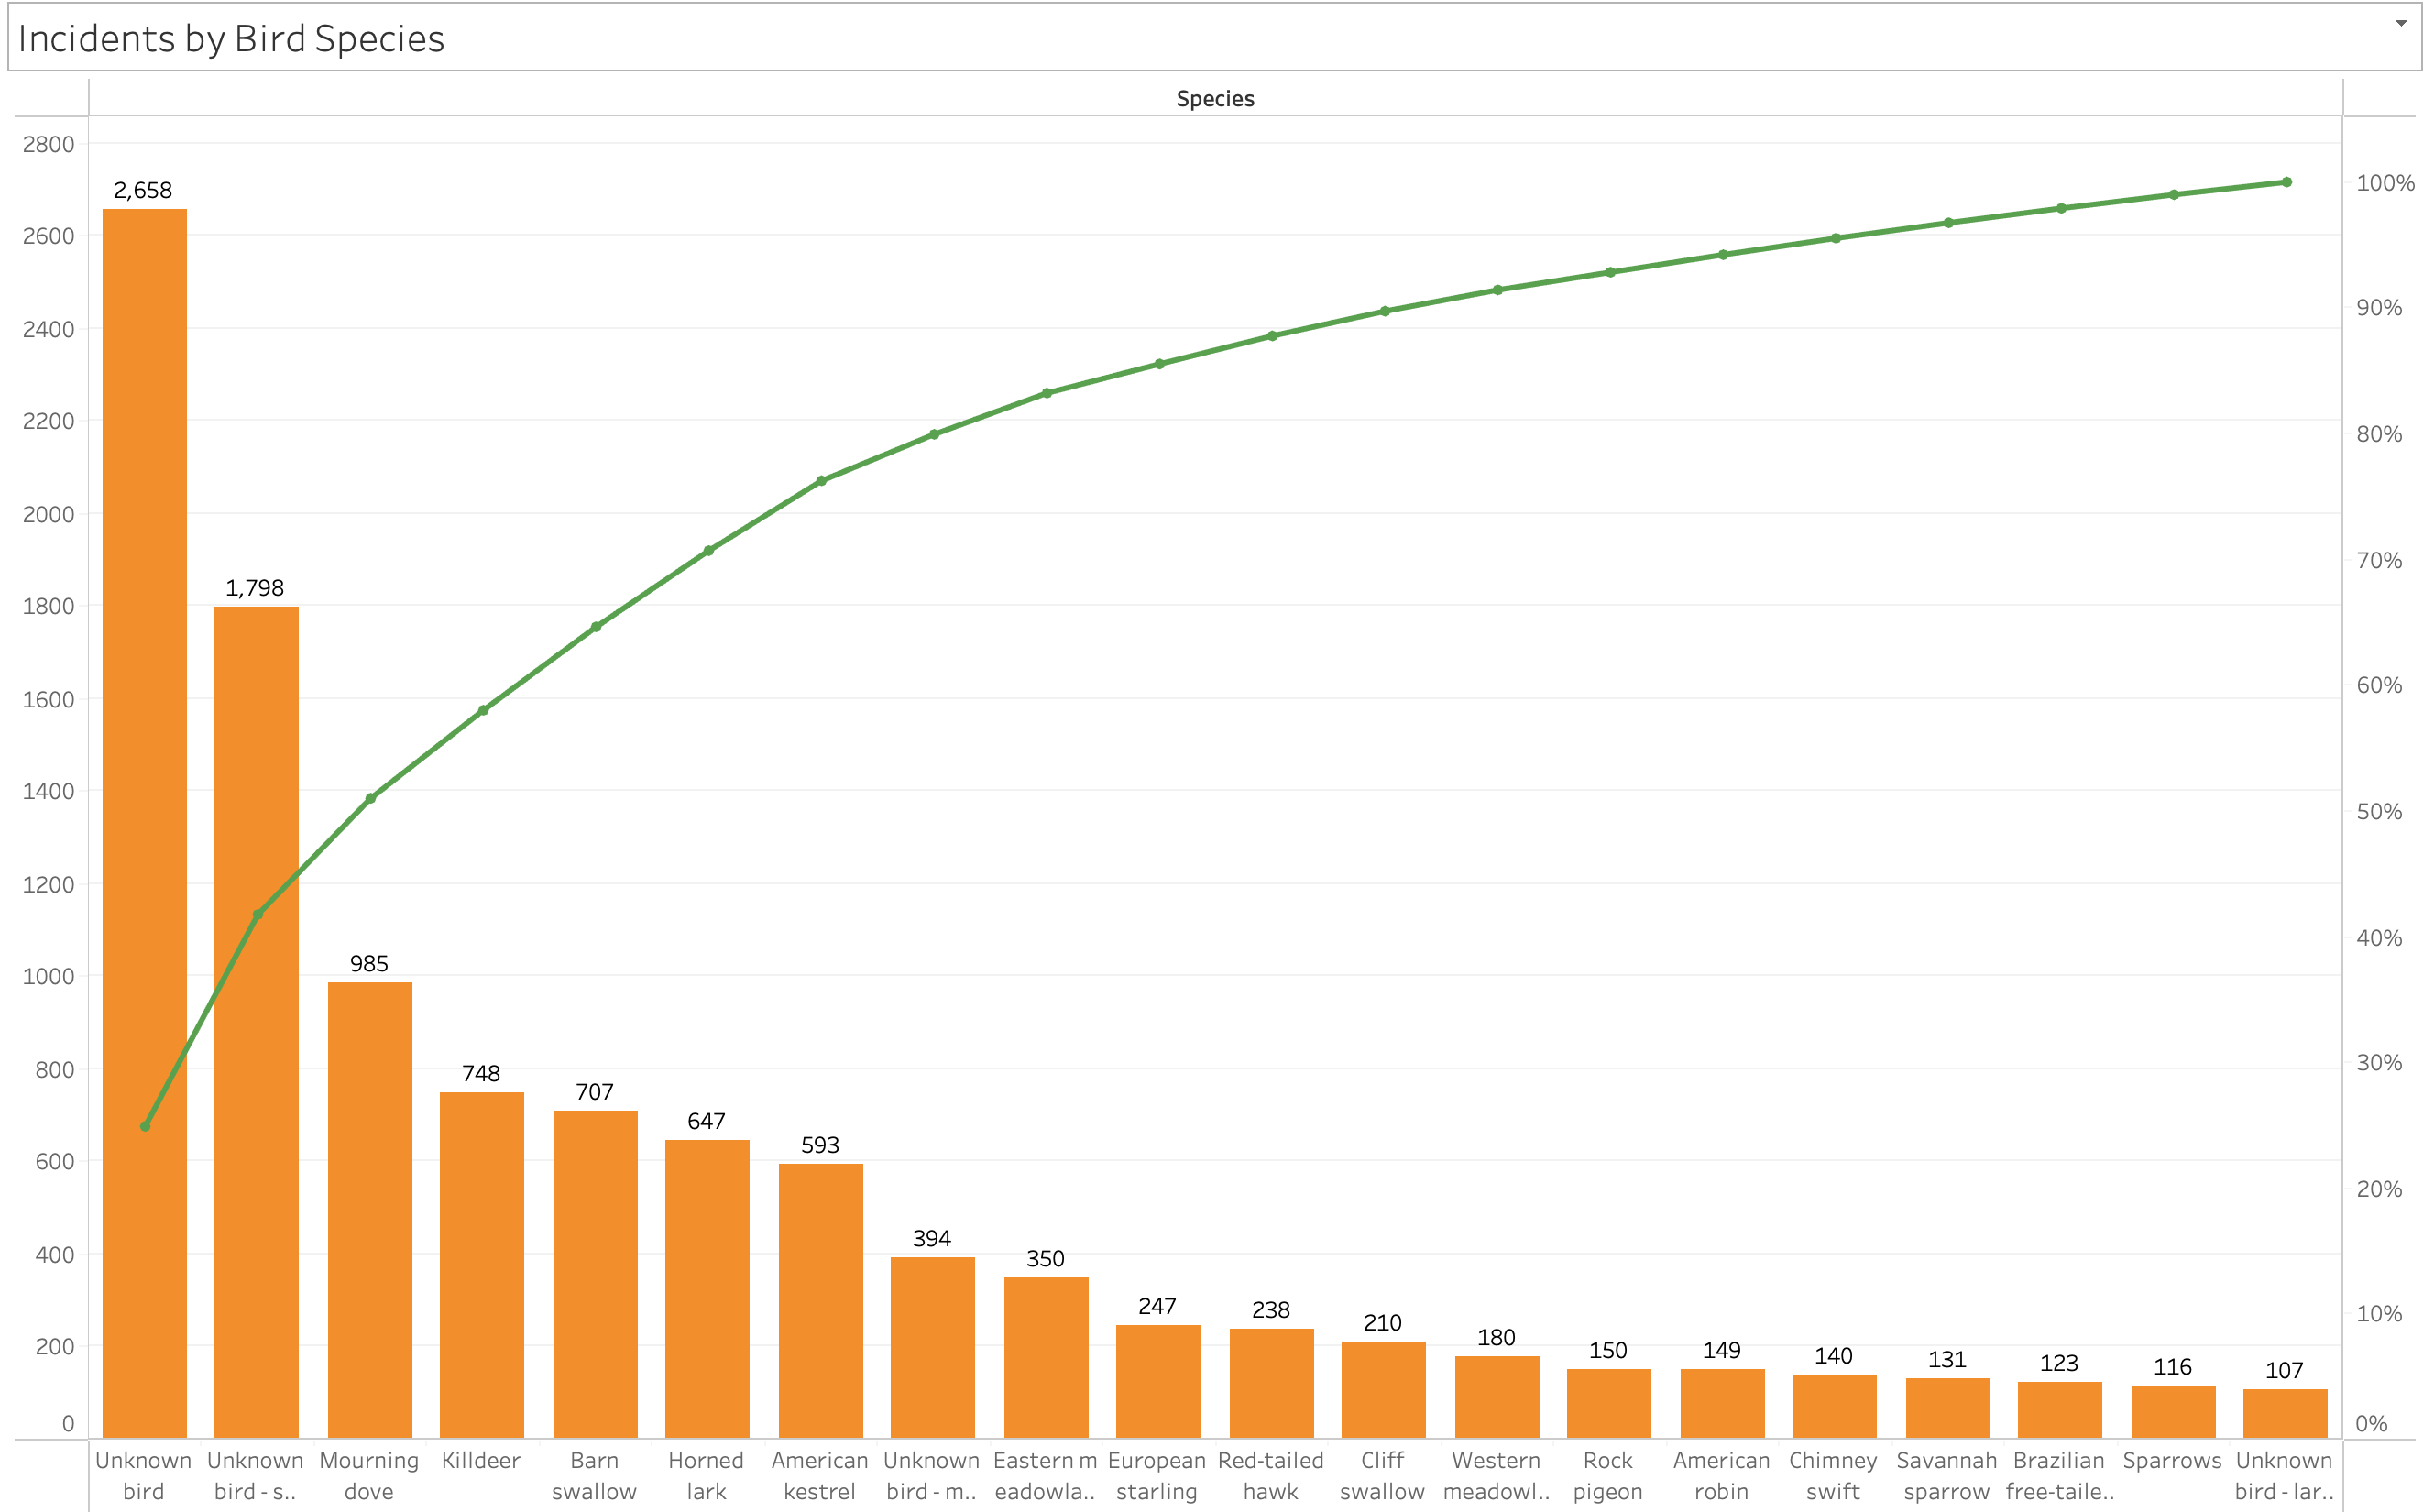 Incidents by Bird Species
Species
2800
2600
2400
2200
2000
1800
1600
1400
1200
1000
800
600
400
200
0
2,658
1,798
985
748
707
647
593
394
350
247
238
210
180
150
149
140
131
123
116
107
100%
90%
80%
70%
60%
50%
40%
30%
20%
10%
0%
Unknown
bird
Unknown
bird - s..
Mourning
dove
Killdeer
Barn
swallow
Horned
lark
American
kestrel
Unknown
bird - m..
Eastern m
eadowla..
European
starling
Red-tailed
hawk
Cliff
swallow
Western
meadowl..
Rock
pigeon
American
robin
Chimney
swift
Savannah
sparrow
Brazilian
free-taile..
Sparrows
Unknown
bird - lar..